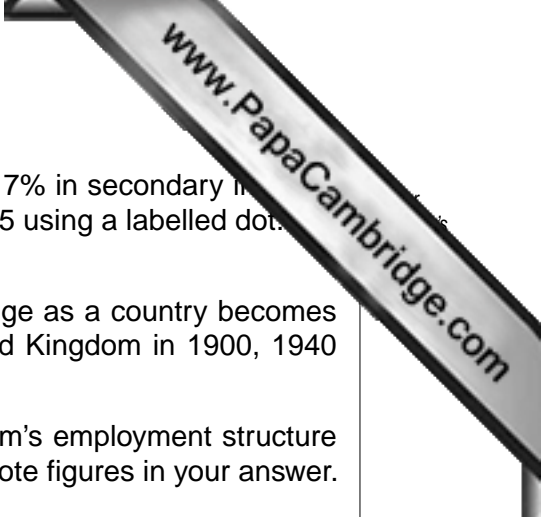 www.PapaCambridge.com
7% in secondary
5 using a labelled dot.
ge as a country becomes
d Kingdom in 1900, 1940
m's employment structure
ote figures in your answer.